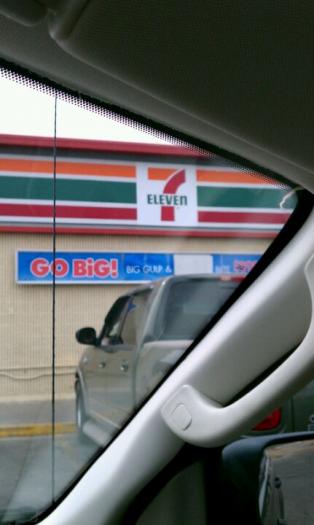 7
ELEVEN
GO BiG!
BIG GULP &